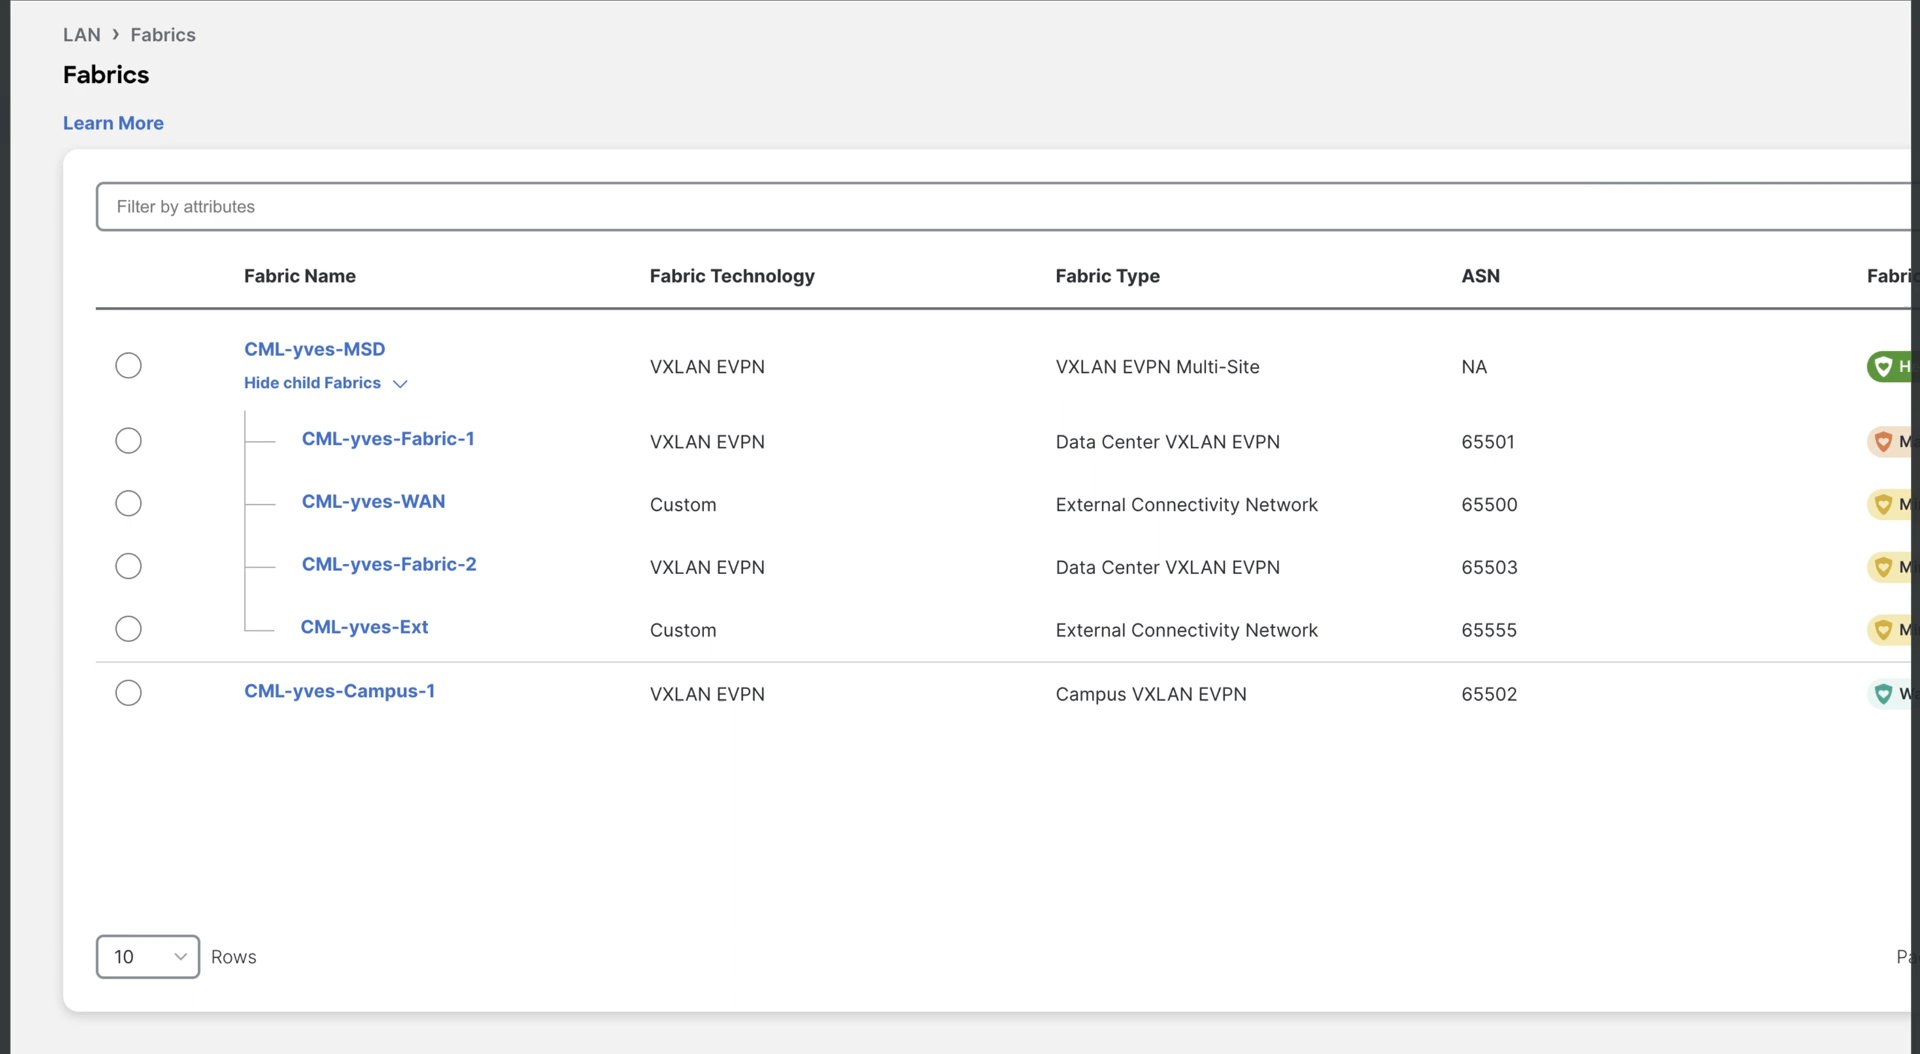 LAN › Fabrics
Fabrics
Learn More
Filter by attributes
Fabric Name Fabric Technology Fabric Type ASN
CML-yves-MSD
Hide child Fabrics
VXLAN EVPN VXLAN EVPN Multi-Site NA
CML-yves-Fabric-1 VXLAN EVPN Data Center VXLAN EVPN 65501
CML-yves-WAN Custom External Connectivity Network 65500
CML-yves-Fabric-2 VXLAN EVPN Data Center VXLAN EVPN 65503
CML-yves-Ext Custom External Connectivity Network 65555
CML-yves-Campus-1 VXLAN EVPN Campus VXLAN EVPN 65502
10 Rows